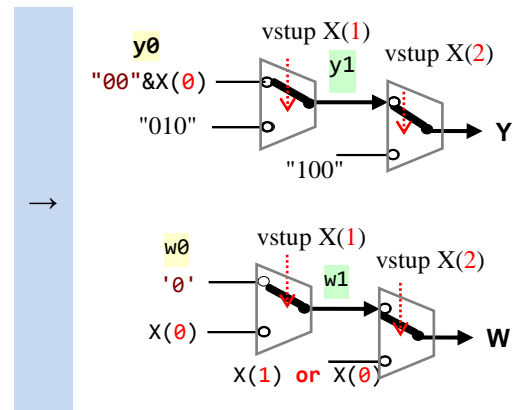 →
vstup X(1)
y0
y1
vstup X(2)
"00"&X(0)
"010"
Y
"100"
vstup X(1)
w0
w1
vstup X(2)
'0'
X(0)
W
X(1) or X(0)